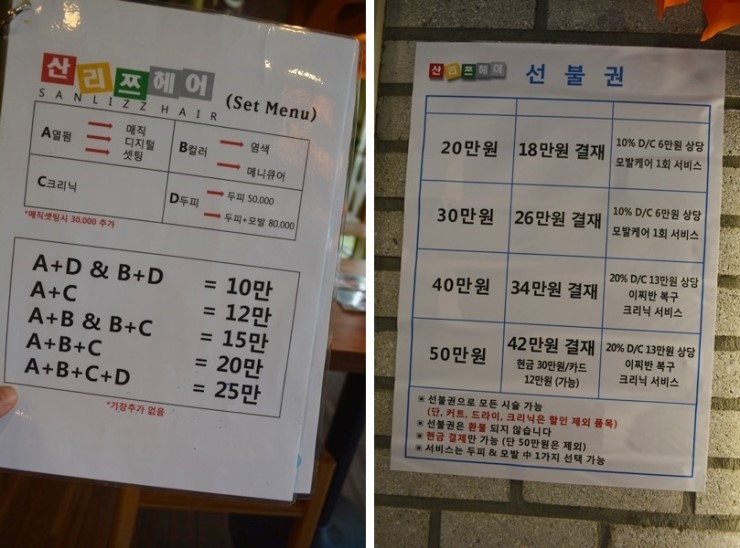 산리쯔헤어
SANLIZZ HAIR
(Set Menu)
A열펌 매직
디지털
셋팅
B컬러 염색
메니큐어
C크리닉
D두피 두피 50.000
두피+모발 80.000
*매직셋팅시 30.000 추가
A+D & B+D = 10만
A+C = 12만
A+B & B+C = 15만
A+B+C = 20만
A+B+C+D = 25만
*기장추가 없음
산리쯔헤어 선불권
20만원 18만원 결재 10% D/C 6만원 상당
모발케어 1회 서비스
30만원 26만원 결재 10% D/C 6만원 상당
모발케어 1회 서비스
40만원 34만원 결재 20% D/C 13만원 상당
이찌반 복구
크리닉 서비스
50만원 42만원 결재 20% D/C 13만원 상당
현금 30만원/카드 이찌반 복구
12만원 (가능) 크리닉 서비스
▣ 선불권으로 모든 시술 가능
(단, 커트, 드라이, 크리닉은 할인 제외 품목)
▣ 선불권은 환불 되지 않습니다
▣ 현금 결제만 가능 (단 50만원은 제외)
▣ 서비스는 두피 & 모발 中 1가지 선택 가능